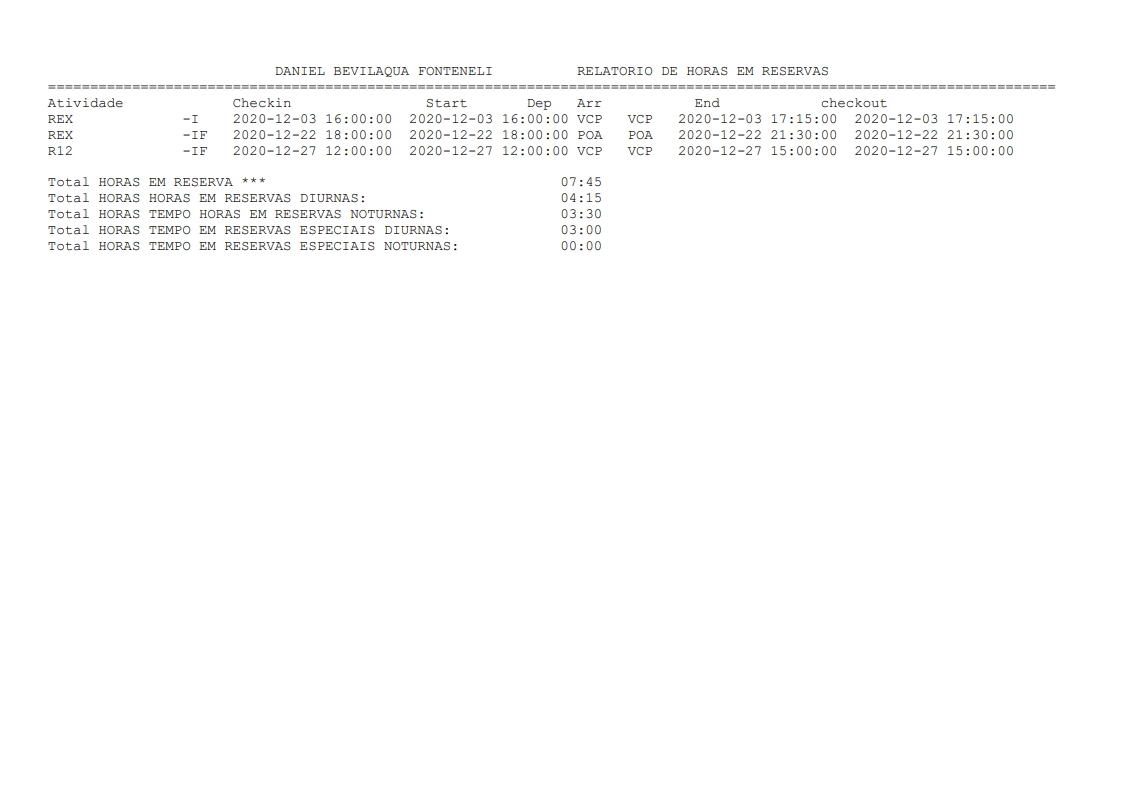 DANIEL BEVILAQUA FONTENELI RELATORIO DE HORAS EM RESERVAS
========================================================================================================================
Atividade Checkin Start Dep Arr End checkout
REX -I 2020-12-03 16:00:00 2020-12-03 16:00:00 VCP VCP 2020-12-03 17:15:00 2020-12-03 17:15:00
REX -IF 2020-12-22 18:00:00 2020-12-22 18:00:00 POA POA 2020-12-22 21:30:00 2020-12-22 21:30:00
R12 -IF 2020-12-27 12:00:00 2020-12-27 12:00:00 VCP VCP 2020-12-27 15:00:00 2020-12-27 15:00:00
Total HORAS EM RESERVA *** 07:45
Total HORAS HORAS EM RESERVAS DIURNAS: 04:15
Total HORAS TEMPO HORAS EM RESERVAS NOTURNAS: 03:30
Total HORAS TEMPO EM RESERVAS ESPECIAIS DIURNAS: 03:00
Total HORAS TEMPO EM RESERVAS ESPECIAIS NOTURNAS: 00:00